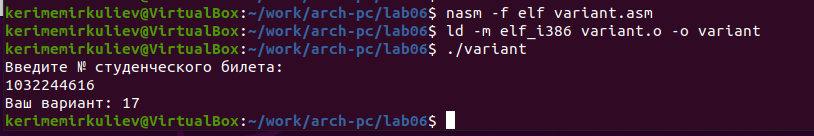 kerimemirkuliev@VirtualBox:~/work/arch-pc/lab06$ nasm -f elf variant.asm
kerimemirkuliev@VirtualBox:~/work/arch-pc/lab06$ ld -m elf_i386 variant.o -o variant
kerimemirkuliev@VirtualBox:~/work/arch-pc/lab06$ ./variant
Введите № студенческого билета:
1032244616
Ваш вариант: 17
kerimemirkuliev@VirtualBox:~/work/arch-pc/lab06$